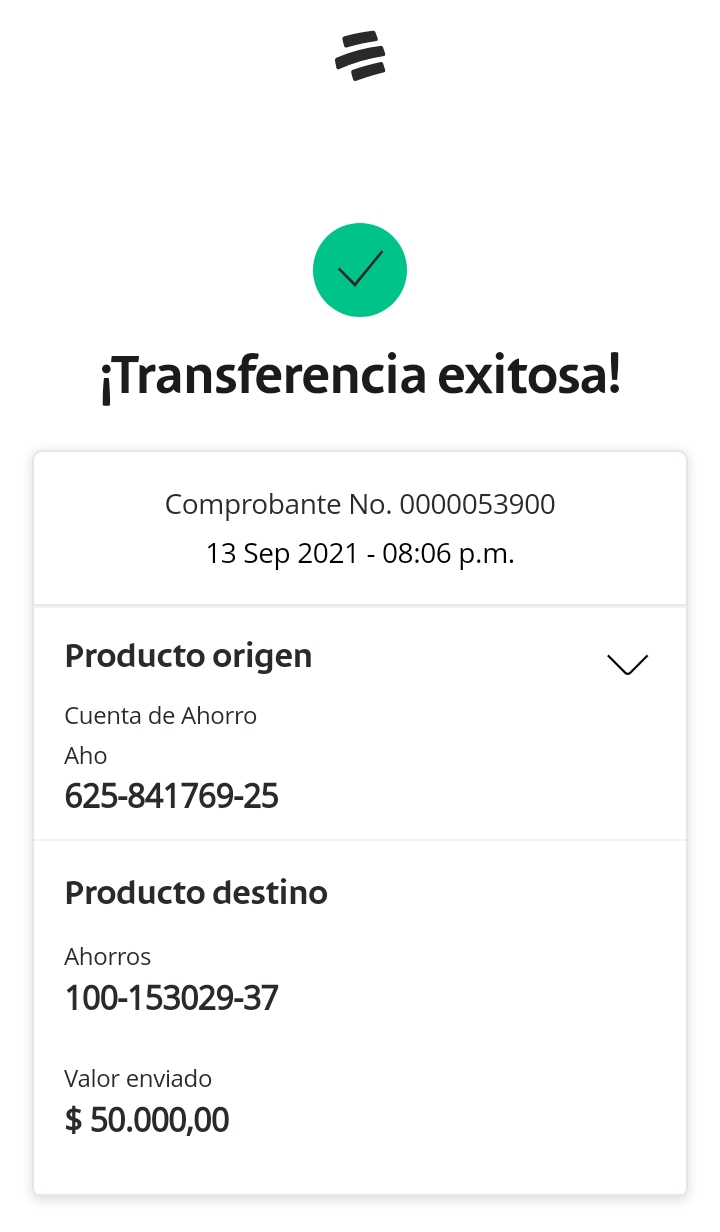 ¡Transferencia exitosa!
Comprobante No. 0000053900
13 Sep 2021 - 08:06 p.m.
Producto origen
Cuenta de Ahorro
Aho
625-841769-25
Producto destino
Ahorros
100-153029-37
Valor enviado
$ 50.000,00